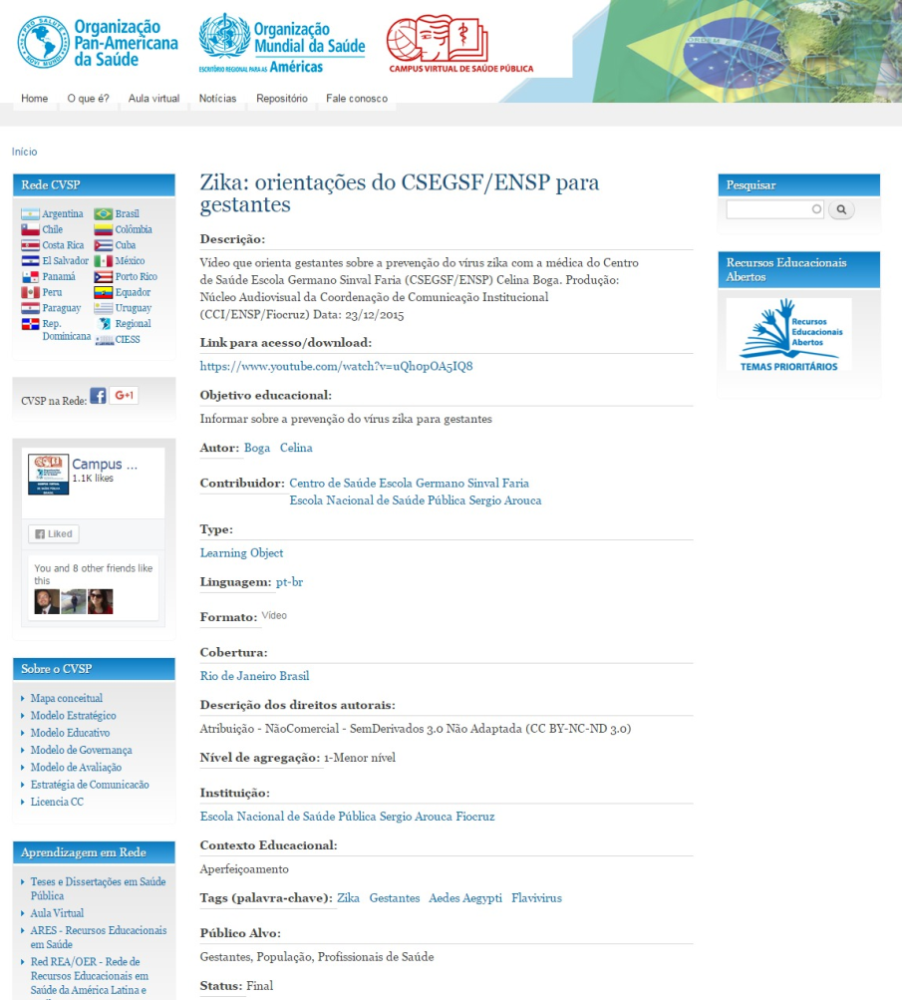 Organização
Pan-Americana
da Saúde
Organização
Mundial da Saúde
ESCRITÓRIO REGIONAL PARA AS Américas
CAMPUS VIRTUAL DE SAÚDE PÚBLICA
Home O que é? Aula virtual Notícias Repositório Fale conosco
Início
Rede CVSP
Argentina Brasil
Chile Colômbia
Costa Rica Cuba
El Salvador México
Panamá Porto Rico
Peru Equador
Paraguay Uruguay
Rep. Dominicana Regional
CIESS
CVSP na Rede: G+1
Campus ...
1.1K likes
Liked
You and 8 other friends like
this
Sobre o CVSP
Mapa conceitual
Modelo Estratégico
Modelo Educativo
Modelo de Governança
Modelo de Avaliação
Estratégia de Comunicacão
Licencia CC
Aprendizagem em Rede
Teses e Dissertações em Saúde
Pública
Aula Virtual
ARES - Recursos Educacionais
em Saúde
Red REA/OER - Rede de
Recursos Educacionais em
Saúde da América Latina e
Zika: orientações do CSEGSF/ENSP para
gestantes
Descrição:
Vídeo que orienta gestantes sobre a prevenção do vírus zika com a médica do Centro
de Saúde Escola Germano Sinval Faria (CSEGSF/ENSP) Celina Boga. Produção:
Núcleo Audiovisual da Coordenação de Comunicação Institucional
(CCI/ENSP/Fiocruz) Data: 23/12/2015
Link para acesso/download:
https://www.youtube.com/watch?v=uQh0pOA5IQ8
Objetivo educacional:
Informar sobre a prevenção do vírus zika para gestantes
Autor: Boga Celina
Contribuidor: Centro de Saúde Escola Germano Sinval Faria
Escola Nacional de Saúde Pública Sergio Arouca
Type:
Learning Object
Linguagem: pt-br
Formato: Vídeo
Cobertura:
Rio de Janeiro Brasil
Descrição dos direitos autorais:
Atribuição - NãoComercial - SemDerivados 3.0 Não Adaptada (CC BY-NC-ND 3.0)
Nível de agregação: 1-Menor nível
Instituição:
Escola Nacional de Saúde Pública Sergio Arouca Fiocruz
Contexto Educacional:
Aperfeiçoamento
Tags (palavra-chave): Zika Gestantes Aedes Aegypti Flavivirus
Público Alvo:
Gestantes, População, Profissionais de Saúde
Status: Final
Pesquisar
Recursos Educacionais
Abertos
Recursos
Educacionais
Abertos
TEMAS PRIORITÁRIOS